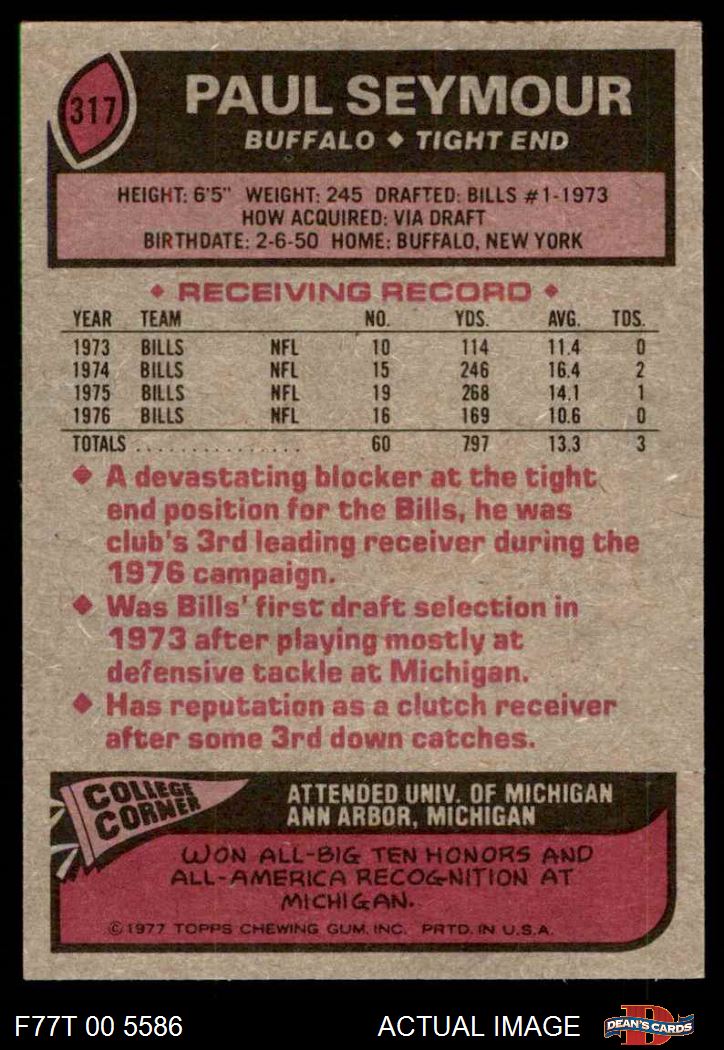 317
PAUL SEYMOUR
BUFFALO ◆ TIGHT END
HEIGHT: 6'5" WEIGHT: 245 DRAFTED: BILLS #1-1973
HOW ACQUIRED: VIA DRAFT
BIRTHDATE: 2-6-50 HOME: BUFFALO, NEW YORK
◆ RECEIVING RECORD ◆
YEAR TEAM NO. YDS. AVG. TDS.
1973 BILLS NFL 10 114 11.4 0
1974 BILLS NFL 15 246 16.4 2
1975 BILLS NFL 19 268 14.1 1
1976 BILLS NFL 16 169 10.6 0
TOTALS ............... 60 797 13.3 3
◆ A devastating blocker at the tight
end position for the Bills, he was
club's 3rd leading receiver during the
1976 campaign.
◆ Was Bills' first draft selection in
1973 after playing mostly at
defensive tackle at Michigan.
◆ Has reputation as a clutch receiver
after some 3rd down catches.
COLLEGE
CORNER
ATTENDED UNIV. OF MICHIGAN
ANN ARBOR, MICHIGAN
WON ALL-BIG TEN HONORS AND
ALL-AMERICA RECOGNITION AT
MICHIGAN.
©1977 TOPPS CHEWING GUM, INC. PRTD. IN U.S.A.
F77T 00 5586 ACTUAL IMAGE
D
DEAN'S CARDS